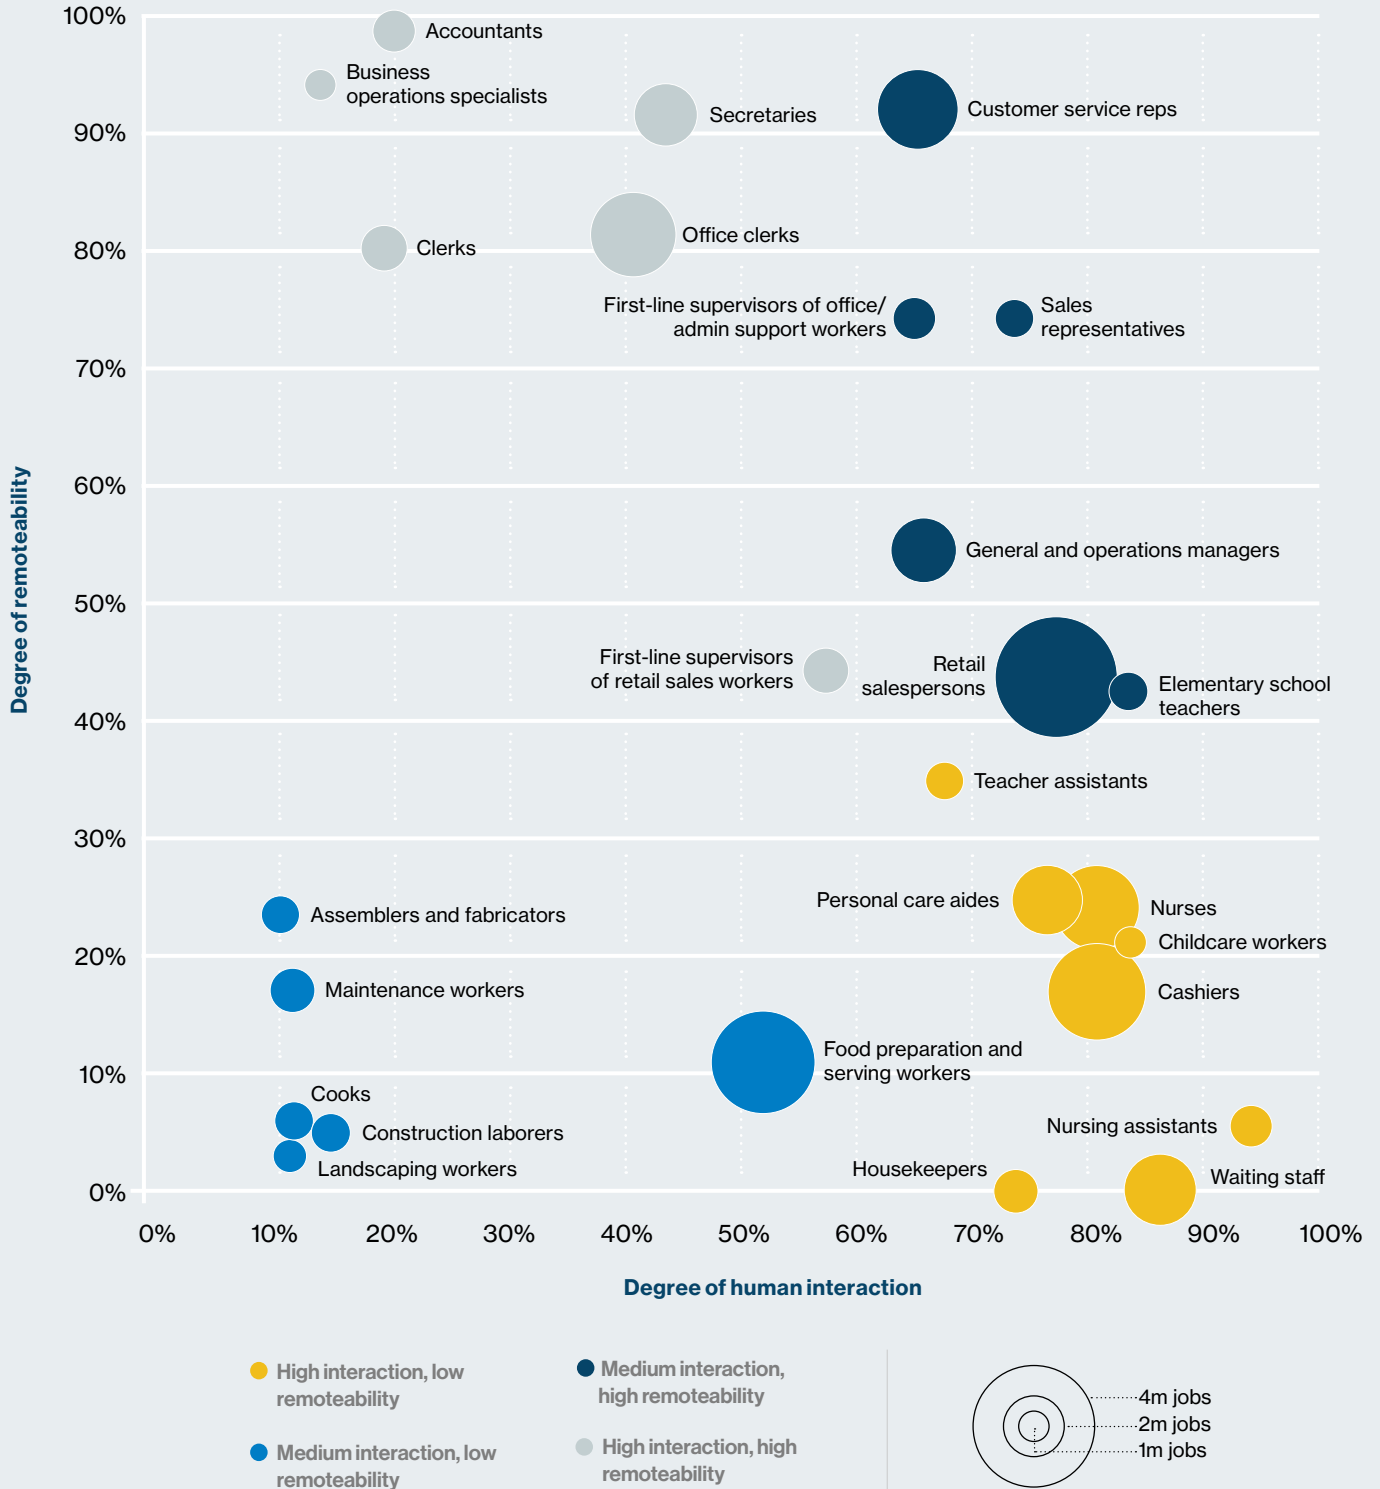 100%
Accountants
Business
operations specialists
Secretaries
Customer service reps
90%
Office clerks
Clerks
80%
First-line supervisors of office/
admin support workers
Sales
representatives
70%
60%
Degree of remoteability
General and operations managers
50%
First-line supervisors
of retail sales workers
Retail
salespersons
Elementary school
teachers
40%
Teacher assistants
30%
Personal care aides
Nurses
Assemblers and fabricators
Childcare workers
20%
Maintenance workers
Cashiers
Food preparation and
serving workers
10%
Cooks
Nursing assistants
Construction laborers
Landscaping workers
Housekeepers
Waiting staff
0%
0% 10% 20% 30% 40% 50% 60% 70% 80% 90% 100%
Degree of human interaction
High interaction, low
remoteability
Medium interaction,
high remoteability
Medium interaction, low
remoteability
High interaction, high
remoteability
4m jobs
2m jobs
1m jobs